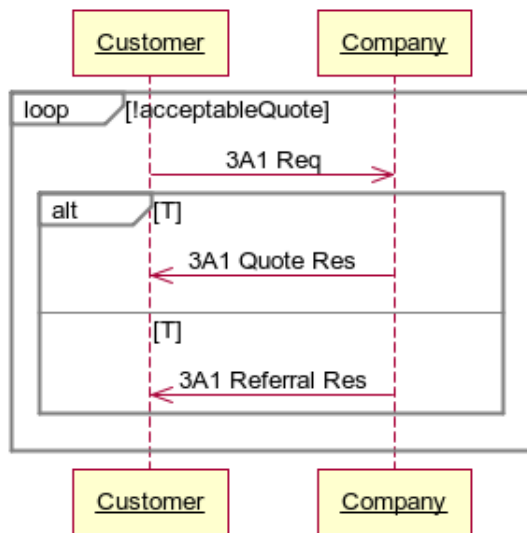 Customer Company
loop [!acceptableQuote]
3A1 Req
alt [T]
3A1 Quote Res
[T]
3A1 Referral Res
Customer Company